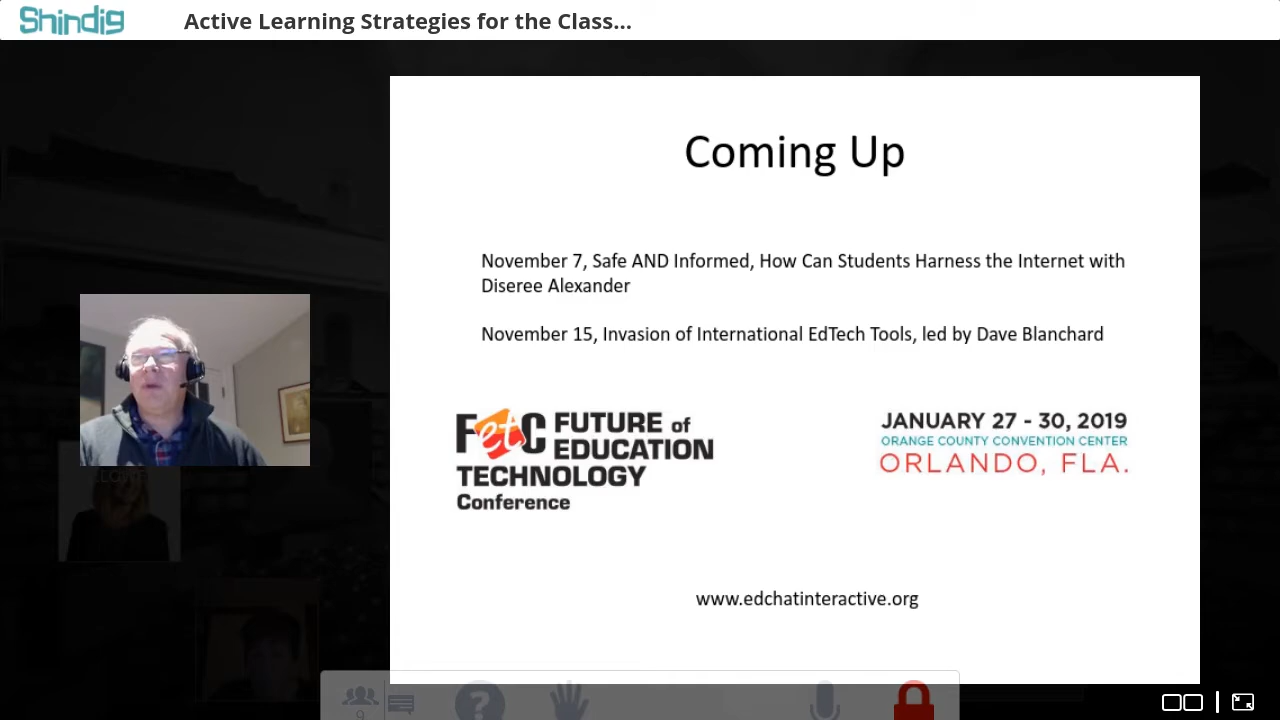 Shindig
Active Learning Strategies for the Class...
Coming Up
November 7, Safe AND Informed, How Can Students Harness the Internet with
Diseree Alexander
November 15, Invasion of International EdTech Tools, led by Dave Blanchard
FETC FUTURE of
EDUCATION
TECHNOLOGY
Conference
JANUARY 27 - 30, 2019
ORANGE COUNTY CONVENTION CENTER
ORLANDO, FLA.
www.edchatinteractive.org
?
9